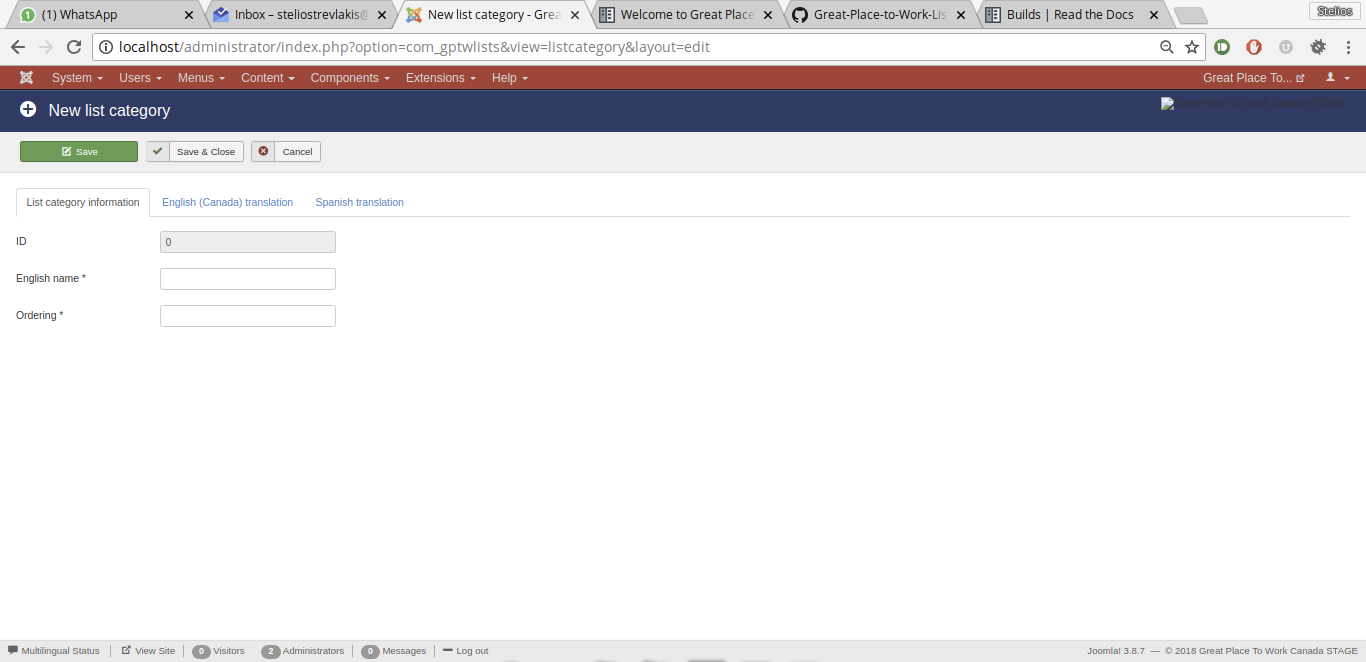 (1) WhatsApp Inbox – steliostrevlakis@ New list category - Grea Welcome to Great Place Great-Place-to-Work-Lis Builds | Read the Docs Stelios
localhost/administrator/index.php?option=com_gptwlists&view=listcategory&layout=edit
System Users Menus Content Components Extensions Help Great Place To...
New list category Great Place To Work Canada STAGE
Save Save & Close Cancel
List category information English (Canada) translation Spanish translation
ID 0
English name *
Ordering *
Multilingual Status View Site 0 Visitors 2 Administrators 0 Messages Log out Joomla! 3.8.7 — © 2018 Great Place To Work Canada STAGE